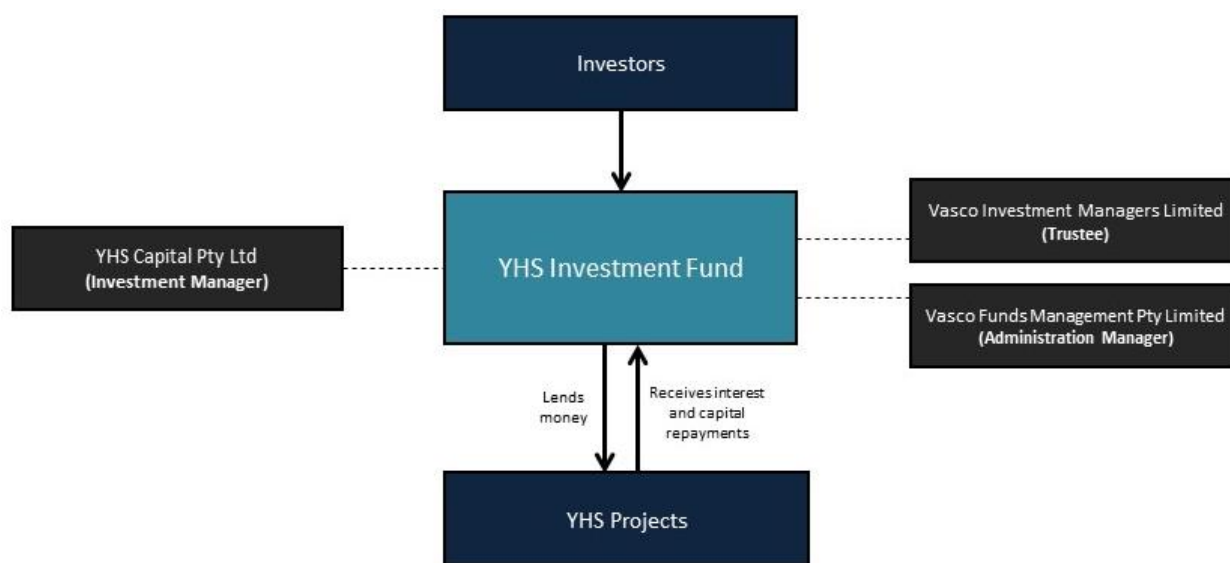 Investors
Vasco Investment Managers Limited
(Trustee)
YHS Capital Pty Ltd
(Investment Manager)
YHS Investment Fund
Vasco Funds Management Pty Limited
(Administration Manager)
Lends
money
Receives interest
and capital
repayments
YHS Projects